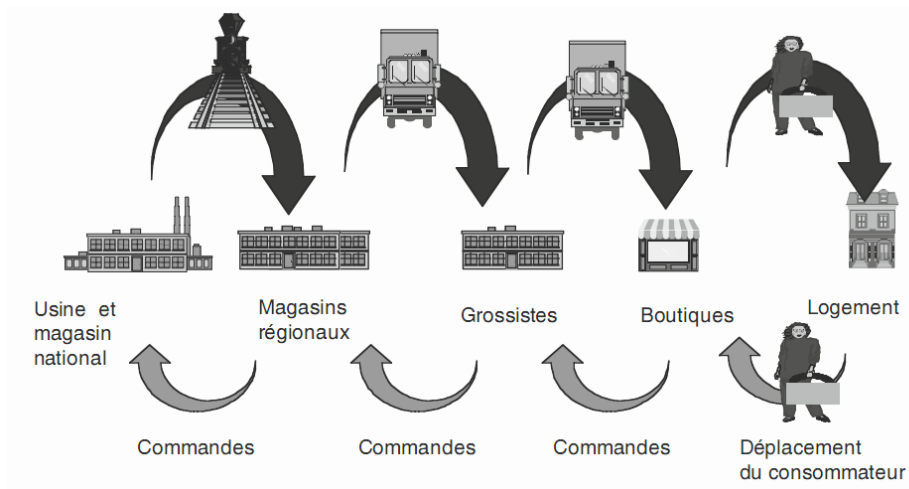 Usine et
magasin
national
Magasins
régionaux
Grossistes
Boutiques
Logement
Commandes
Commandes
Commandes
Déplacement
du consommateur